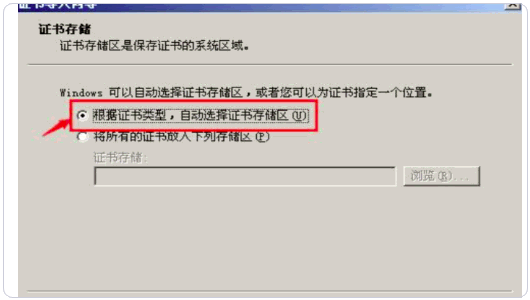 证书导入向导
证书存储
证书存储区是保存证书的系统区域。
Windows 可以自动选择证书存储区，或者您可以为证书指定一个位置。
根据证书类型，自动选择证书存储区(U)
将所有的证书放入下列存储区(P)
证书存储:
浏览(R)...